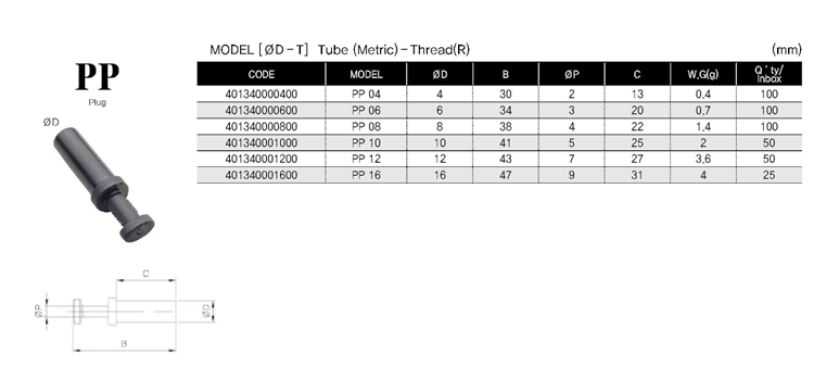 MODEL [ØD-T] Tube (Metric)-Thread(R) (mm)
PP
Plug
ØD
CODE MODEL ØD B ØP C W.G(g) Q'ty/Inbox
401340000400 PP 04 4 30 2 13 0.4 100
401340000600 PP 06 6 34 3 20 0.7 100
401340000800 PP 08 8 38 4 22 1.4 100
401340001000 PP 10 10 41 5 25 2 50
401340001200 PP 12 12 43 7 27 3.6 50
401340001600 PP 16 16 47 9 31 4 25
C
ØP
ØD
B